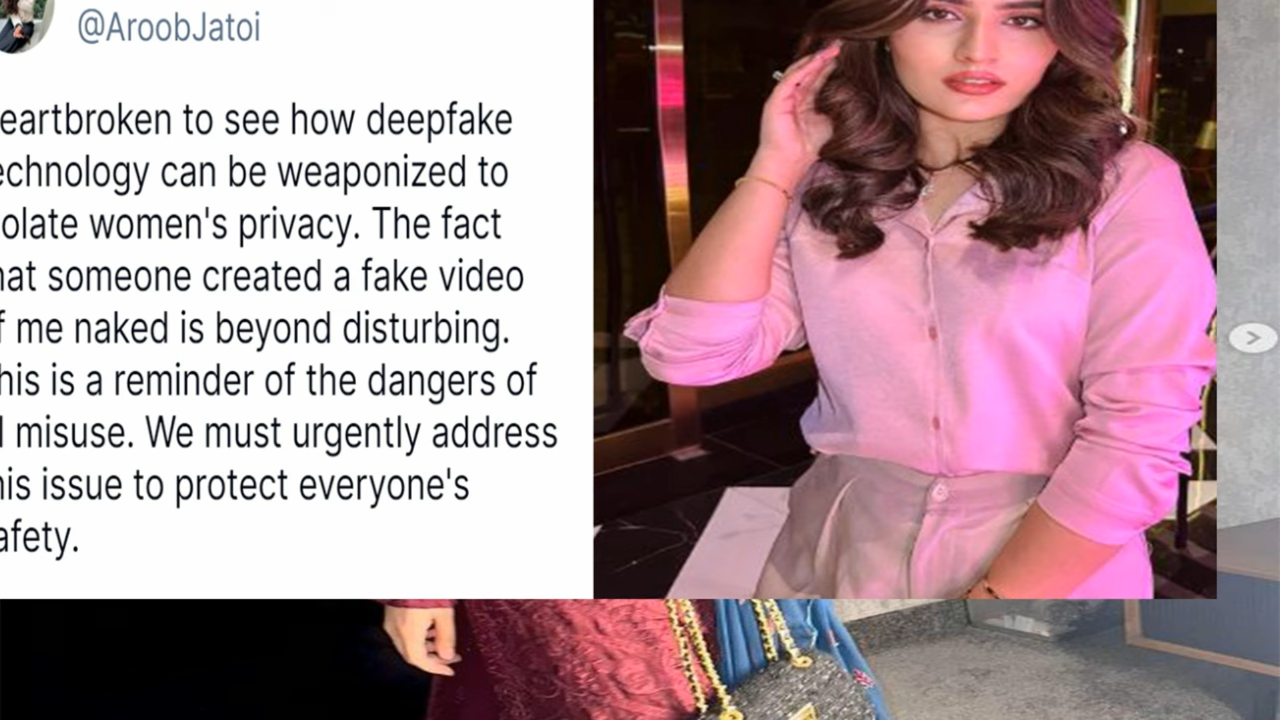 @AroobJatoi
eartbroken to see how deepfake
echnology can be weaponized to
olate women's privacy. The fact
hat someone created a fake video
f me naked is beyond disturbing.
his is a reminder of the dangers of
I misuse. We must urgently address
his issue to protect everyone's
afety.